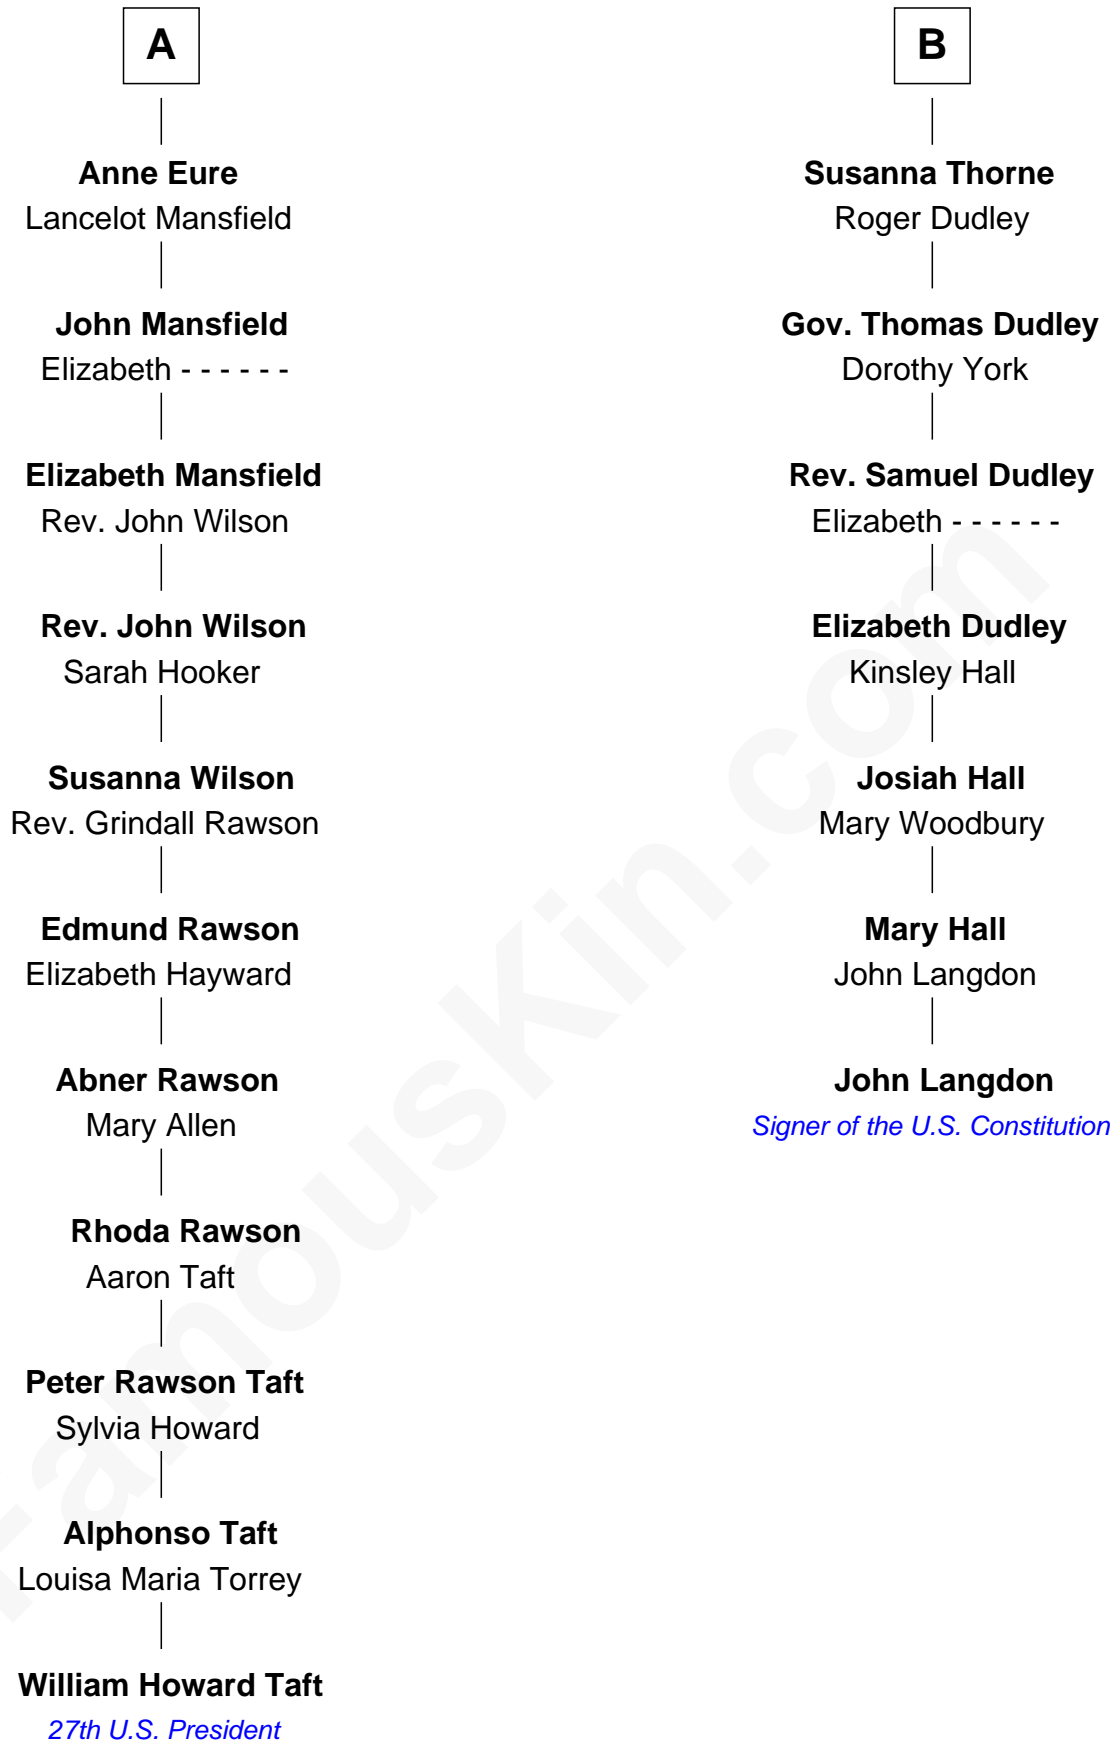 A
Anne Eure
Lancelot Mansfield
John Mansfield
Elizabeth - - - - - -
Elizabeth Mansfield
Rev. John Wilson
Rev. John Wilson
Sarah Hooker
Susanna Wilson
Rev. Grindall Rawson
Edmund Rawson
Elizabeth Hayward
Abner Rawson
Mary Allen
Rhoda Rawson
Aaron Taft
Peter Rawson Taft
Sylvia Howard
Alphonso Taft
Louisa Maria Torrey
William Howard Taft
27th U.S. President
B
Susanna Thorne
Roger Dudley
Gov. Thomas Dudley
Dorothy York
Rev. Samuel Dudley
Elizabeth - - - - - -
Elizabeth Dudley
Kinsley Hall
Josiah Hall
Mary Woodbury
Mary Hall
John Langdon
John Langdon
Signer of the U.S. Constitution
FamousKin.com